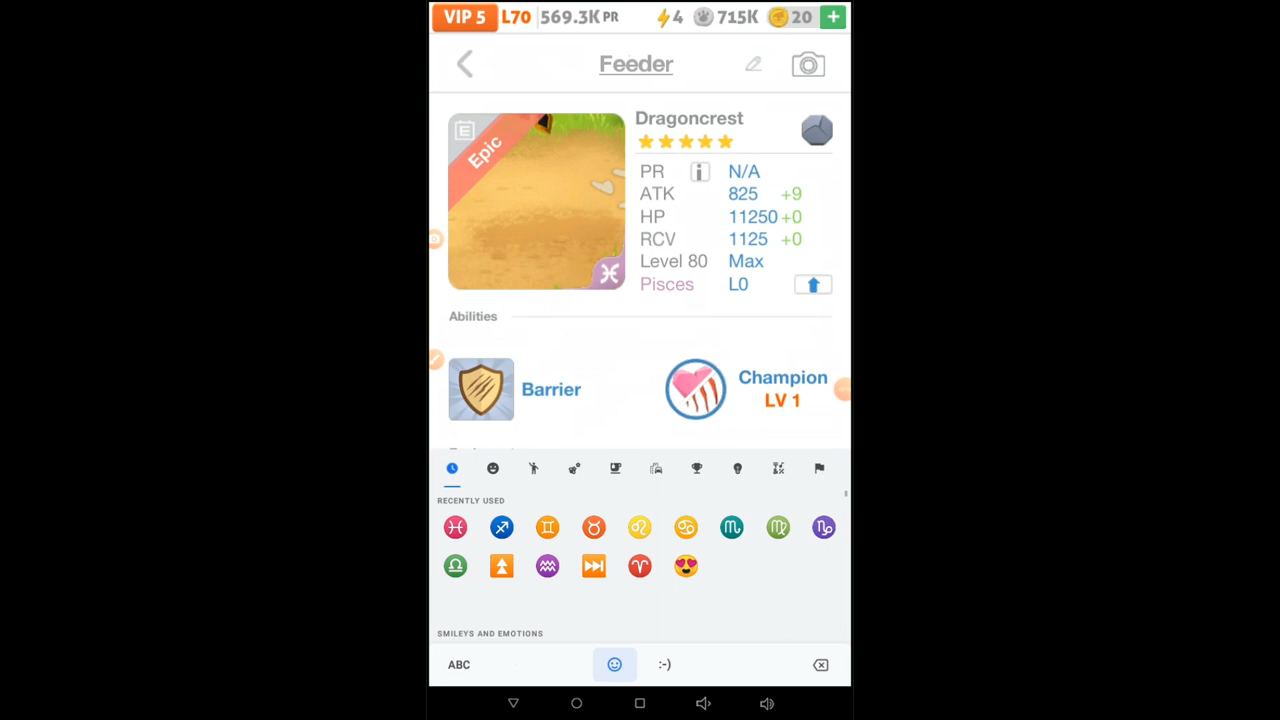 VIP 5 L70 569.3K PR 4 715K 20 +
Feeder
Dragoncrest
E
Epic
PR i N/A
ATK 825 +9
HP 11250 +0
RCV 1125 +0
Level 80 Max
Pisces L0
Abilities
Barrier
Champion
LV 1
RECENTLY USED
SMILEYS AND EMOTIONS
ABC :-)